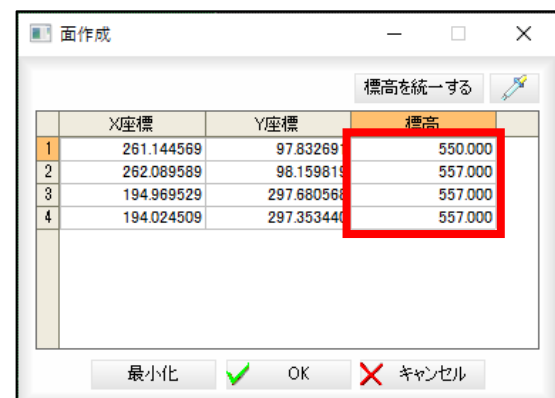 面作成
標高を統一する
X座標 Y座標 標高
1 261.144569 97.832691 550.000
2 262.089589 98.159819 557.000
3 194.969529 297.680568 557.000
4 194.024509 297.353440 557.000
最小化 OK キャンセル